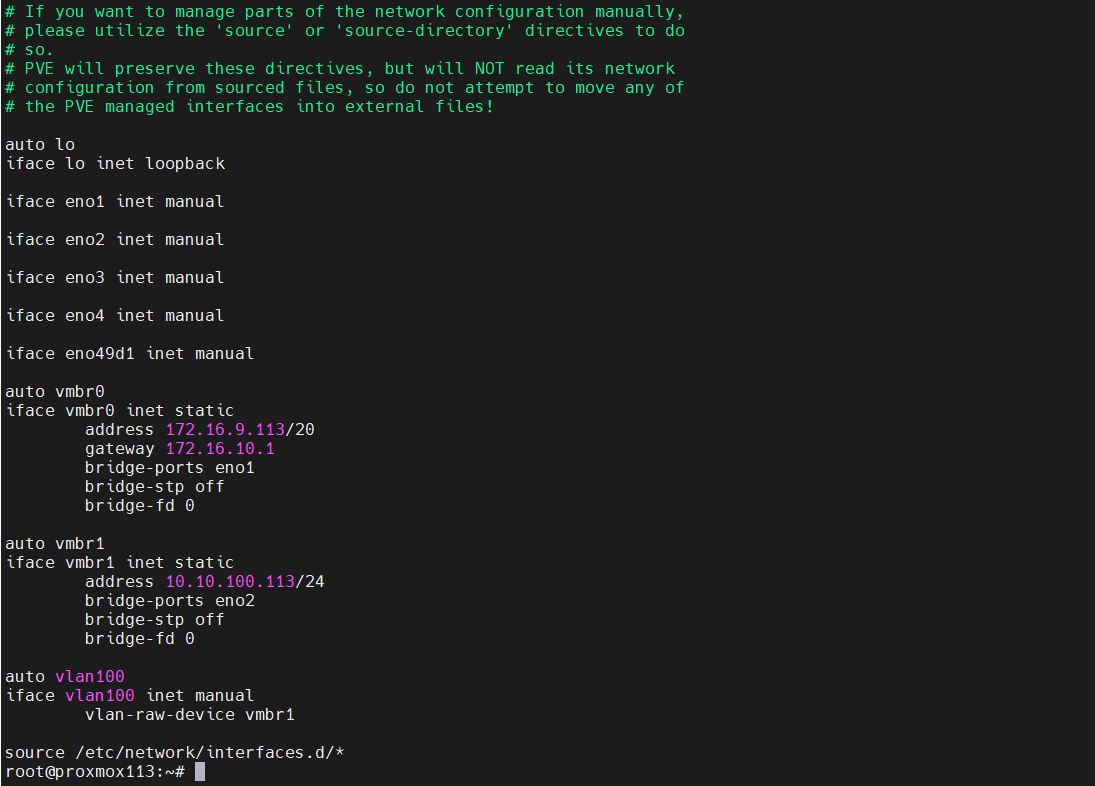 # If you want to manage parts of the network configuration manually,
# please utilize the 'source' or 'source-directory' directives to do
# so.
# PVE will preserve these directives, but will NOT read its network
# configuration from sourced files, so do not attempt to move any of
# the PVE managed interfaces into external files!

auto lo
iface lo inet loopback

iface eno1 inet manual

iface eno2 inet manual

iface eno3 inet manual

iface eno4 inet manual

iface eno49d1 inet manual

auto vmbr0
iface vmbr0 inet static
        address 172.16.9.113/20
        gateway 172.16.10.1
        bridge-ports eno1
        bridge-stp off
        bridge-fd 0

auto vmbr1
iface vmbr1 inet static
        address 10.10.100.113/24
        bridge-ports eno2
        bridge-stp off
        bridge-fd 0

auto vlan100
iface vlan100 inet manual
        vlan-raw-device vmbr1

source /etc/network/interfaces.d/*
root@proxmox113:~#